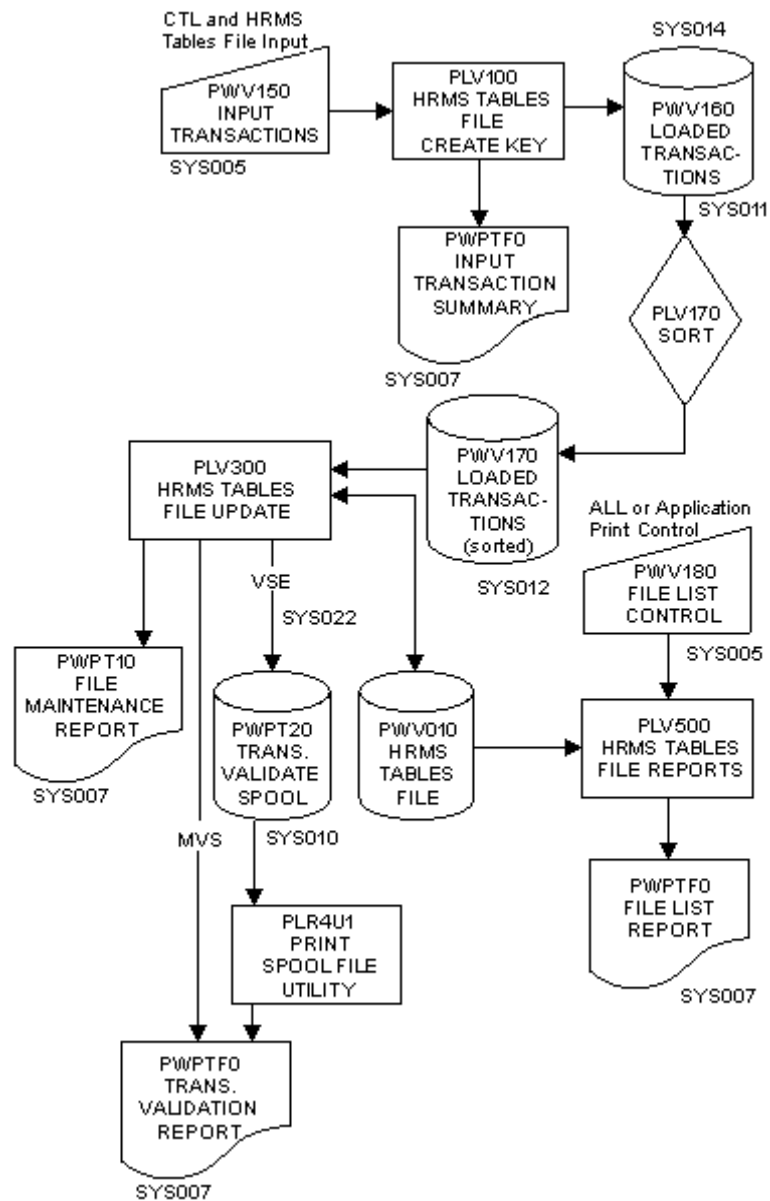 CTL and HRMS
Tables File Input
PWV150
INPUT
TRANSACTIONS
SYS005
PLV100
HRMS TABLES
FILE
CREATE KEY
SYS014
PWV160
LOADED
TRANSAC-
TIONS
SYS011
PWPTF0
INPUT
TRANSACTION
SUMMARY
SYS007
PLV170
SORT
PLV300
HRMS TABLES
FILE UPDATE
PWV170
LOADED
TRANSAC-
TIONS
(sorted)
SYS012
ALL or Application
Print Control
PWV180
FILE LIST
CONTROL
SYS005
VSE
SYS022
PWPT10
FILE
MAINTENANCE
REPORT
SYS007
PWPT20
TRANS.
VALIDATE
SPOOL
SYS010
PWV010
HRMS
TABLES
FILE
PLV500
HRMS TABLES
FILE REPORTS
MVS
PLR4U1
PRINT
SPOOL FILE
UTILITY
PWPTF0
FILE LIST
REPORT
SYS007
PWPTF0
TRANS.
VALIDATION
REPORT
SYS007